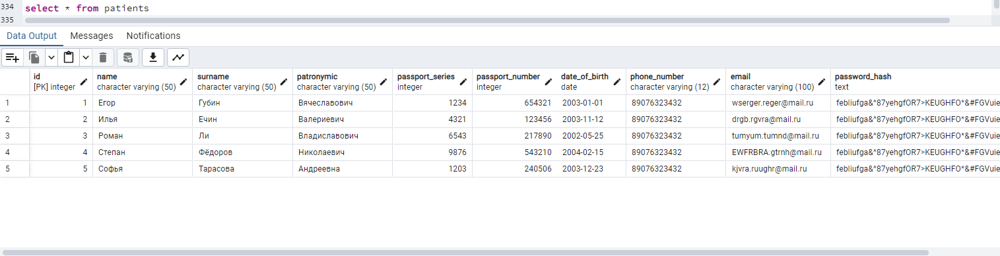 334 select * from patients
335
Data Output Messages Notifications
id name surname patronymic passport_series passport_number date_of_birth phone_number email password_hash
[PK] integer character varying (50) character varying (50) character varying (50) integer integer date character varying (12) character varying (100) text
1 1 Егор Губин Вячеславович 1234 654321 2003-01-01 89076323432 wserger.reger@mail.ru febliufga&^87yehgfOR7>KEUGHFO*&#FGVuie
2 2 Илья Ечин Валериевич 4321 123456 2003-11-12 89076323432 drgb.rgvra@mail.ru febliufga&^87yehgfOR7>KEUGHFO*&#FGVuie
3 3 Роман Ли Владиславович 6543 217890 2002-05-25 89076323432 tumyum.tumnd@mail.ru febliufga&^87yehgfOR7>KEUGHFO*&#FGVuie
4 4 Степан Фёдоров Николаевич 9876 543210 2004-02-15 89076323432 EWFRBRA.gtrnh@mail.ru febliufga&^87yehgfOR7>KEUGHFO*&#FGVuie
5 5 Софья Тарасова Андреевна 1203 240506 2003-12-23 89076323432 kjvra.ruughr@mail.ru febliufga&^87yehgfOR7>KEUGHFO*&#FGVuie